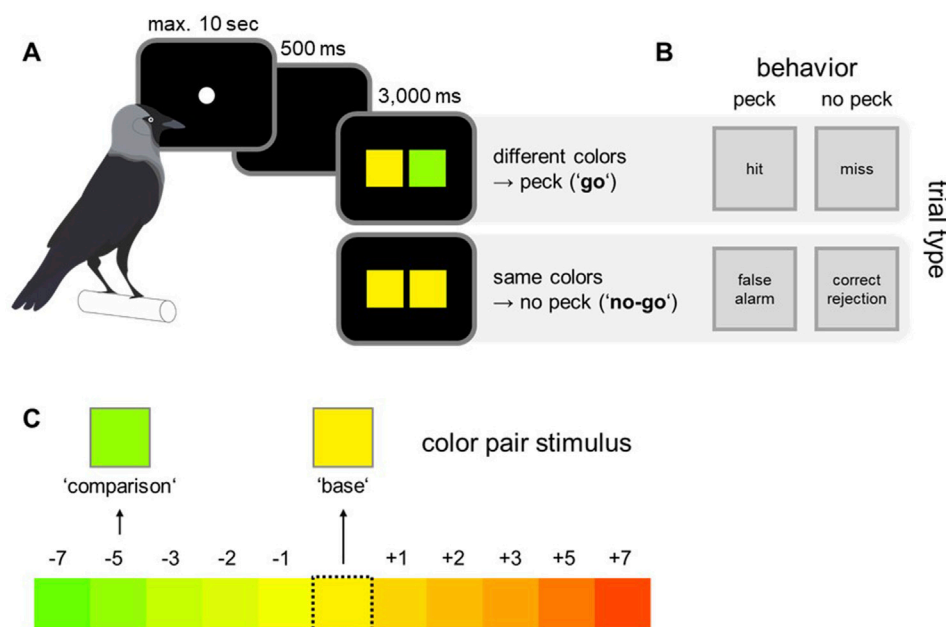 max. 10 sec
A
500 ms
B
behavior
3,000 ms
peck
no peck
different colors
→ peck (‘go‘)
hit
miss
trial type
same colors
→ no peck (‘no-go‘)
false
alarm
correct
rejection
C
color pair stimulus
‘comparison‘
‘base‘
-7 -5 -3 -2 -1 +1 +2 +3 +5 +7